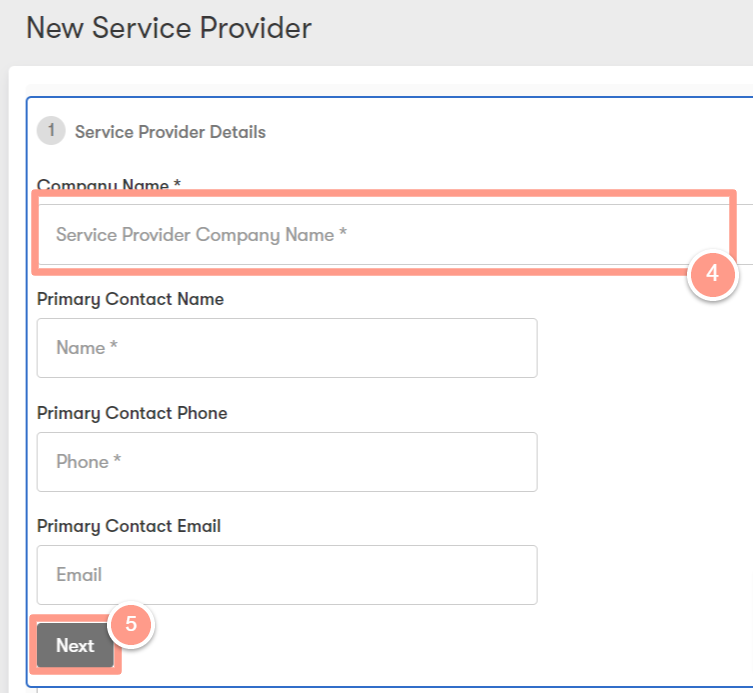 New Service Provider
1 Service Provider Details
Company Name *
Service Provider Company Name *
4
Primary Contact Name
Name *
Primary Contact Phone
Phone *
Primary Contact Email
Email
5
Next